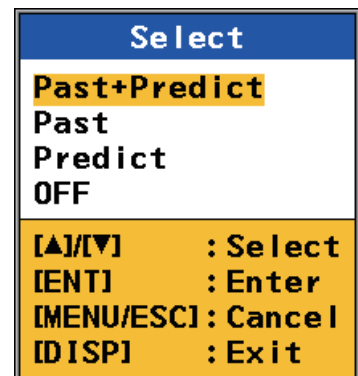 Select
Past+Predict
Past
Predict
OFF
[▲]/[▼] :Select
[ENT] :Enter
[MENU/ESC]:Cancel
[DISP] :Exit